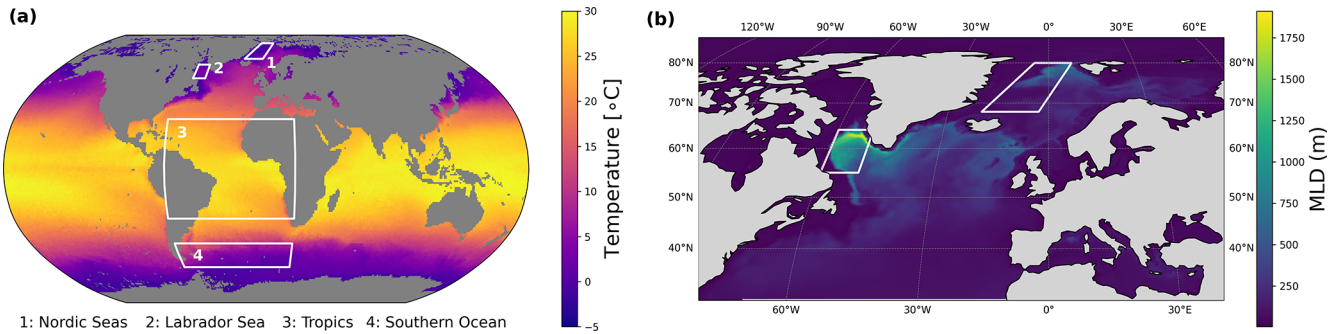 (a)
1
2
3
4
30
25
20
15
10
5
0
−5
Temperature [∘C]
1: Nordic Seas 2: Labrador Sea 3: Tropics 4: Southern Ocean
(b)
120°W 90°W 60°W 30°W 0° 30°E 60°E
80°N 80°N
70°N 70°N
60°N 60°N
50°N 50°N
40°N 40°N
60°W 30°W 0° 30°E
1750
1500
1250
1000
750
500
250
MLD (m)